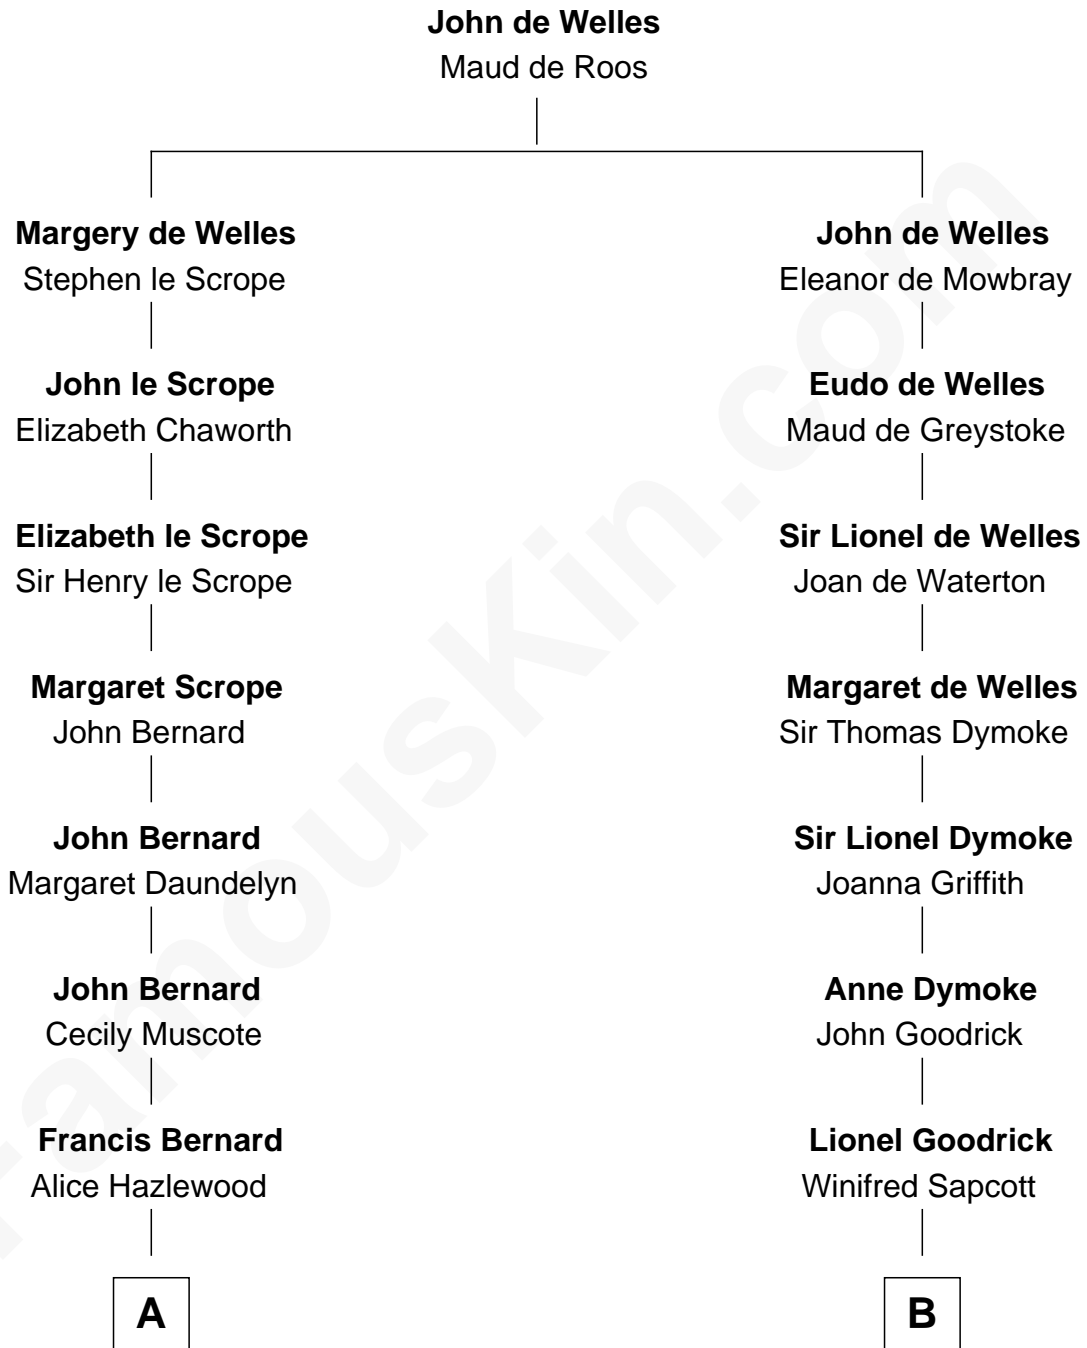 John de Welles
Maud de Roos
Margery de Welles
Stephen le Scrope
John le Scrope
Elizabeth Chaworth
Elizabeth le Scrope
Sir Henry le Scrope
Margaret Scrope
John Bernard
John Bernard
Margaret Daundelyn
John Bernard
Cecily Muscote
Francis Bernard
Alice Hazlewood
A
John de Welles
Eleanor de Mowbray
Eudo de Welles
Maud de Greystoke
Sir Lionel de Welles
Joan de Waterton
Margaret de Welles
Sir Thomas Dymoke
Sir Lionel Dymoke
Joanna Griffith
Anne Dymoke
John Goodrick
Lionel Goodrick
Winifred Sapcott
B
FamousKin.com